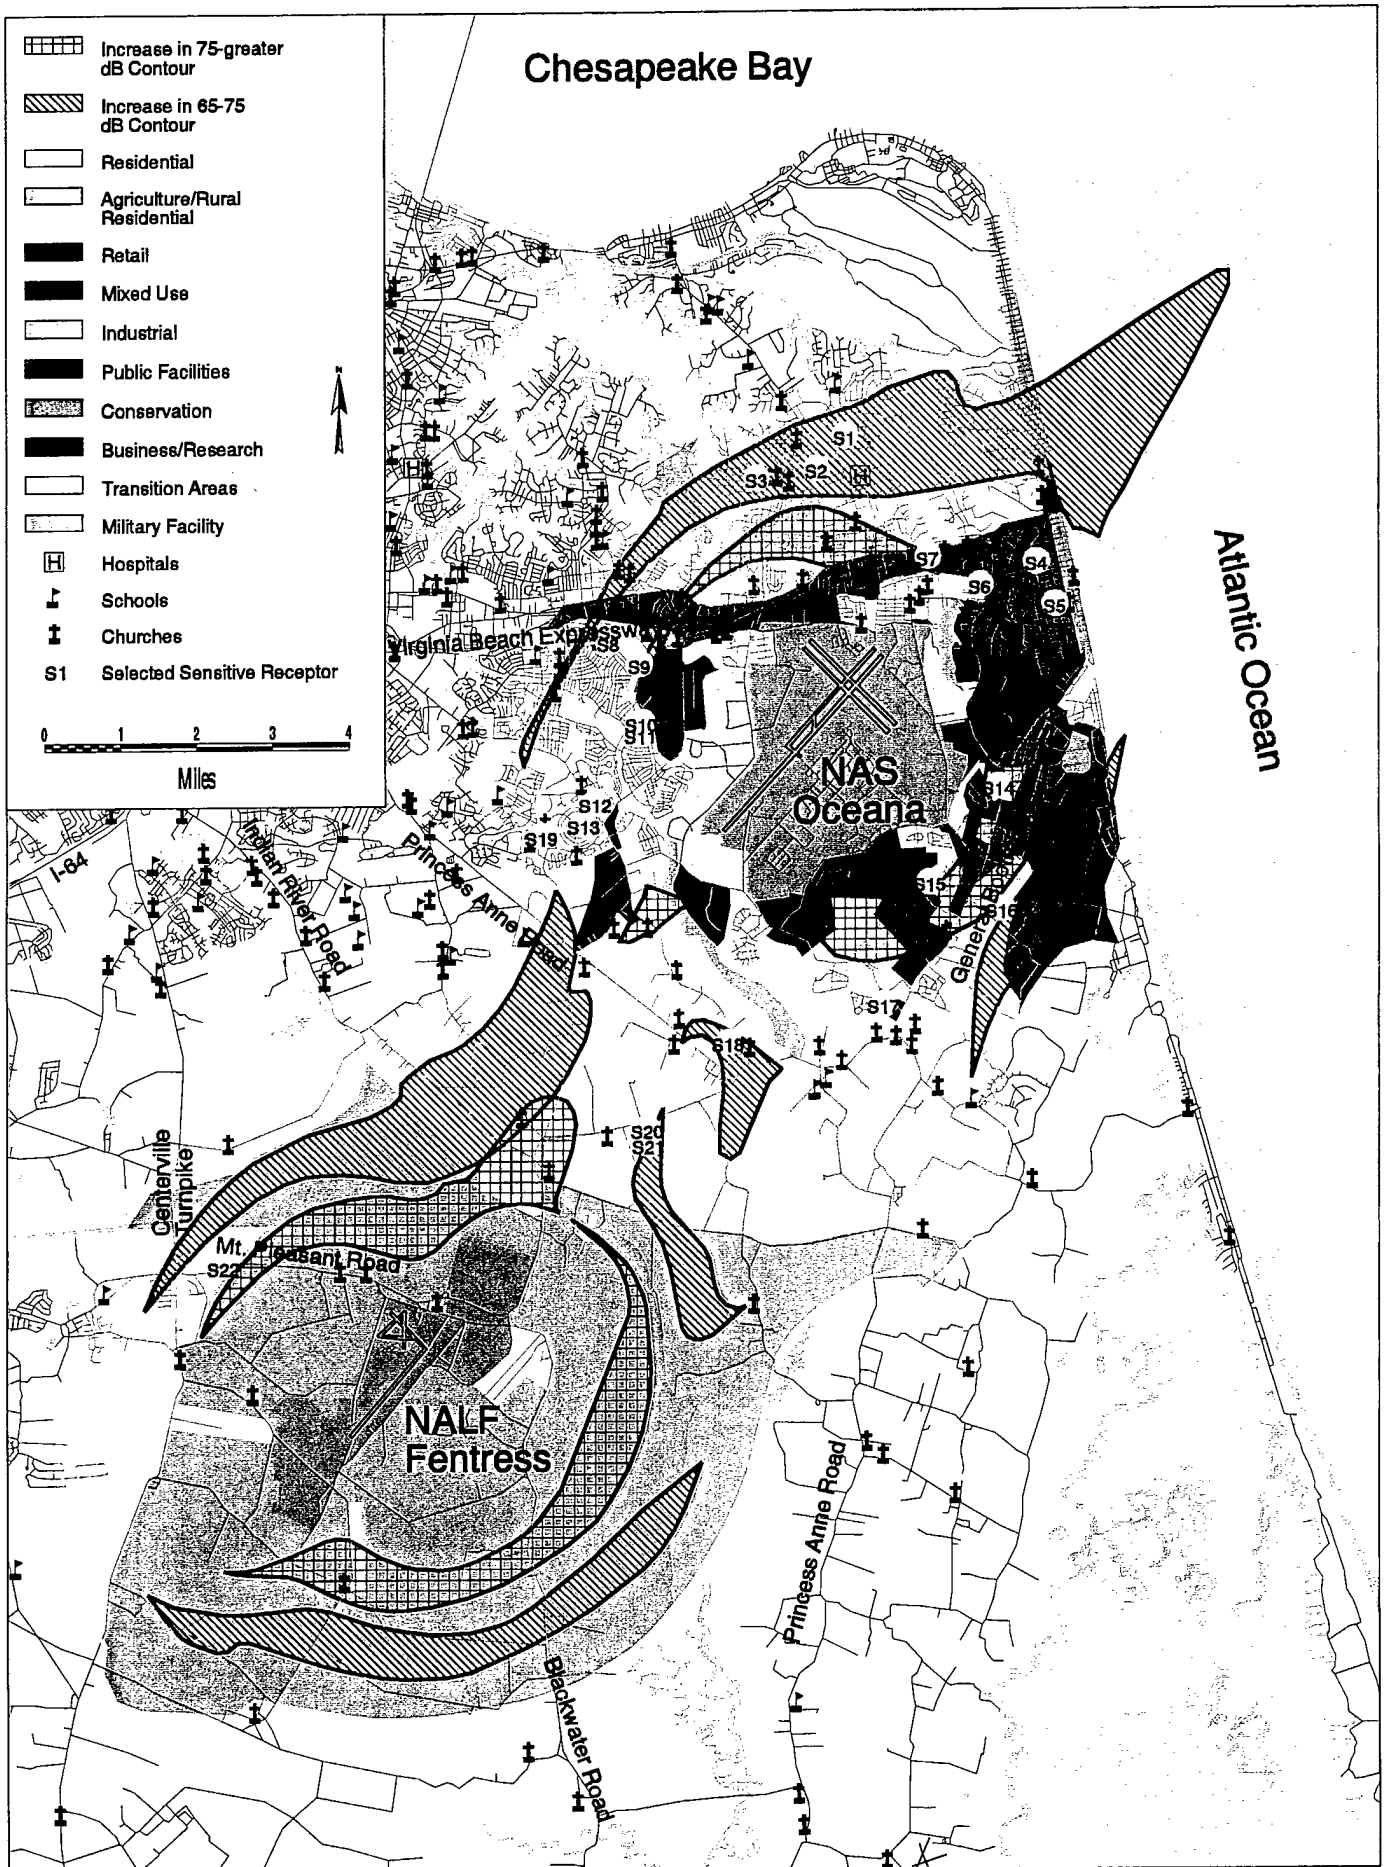 Increase in 75-greater
dB Contour
Increase in 65-75
dB Contour
Residential
Agriculture/Rural
Residential
Retail
Mixed Use
Industrial
Public Facilities
Conservation
Business/Research
Transition Areas
Military Facility
H
Hospitals
Schools
Churches
S1
Selected Sensitive Receptor
0 1 2 3 4
Miles
N
Chesapeake Bay
Atlantic Ocean
H
S1
S2
H
S3
S7
S4
S6
S5
Virginia Beach Expressway
S8
S9
S10
S11
NAS
Oceana
S14
S12
S13
S19
I-64
Indian River Road
Princess Anne Road
S15
S16
S17
S18
S20
S21
Centerville
Turnpike
Mt. Pleasant Road
S22
NALF
Fentress
Princess Anne Road
Blackwater Road